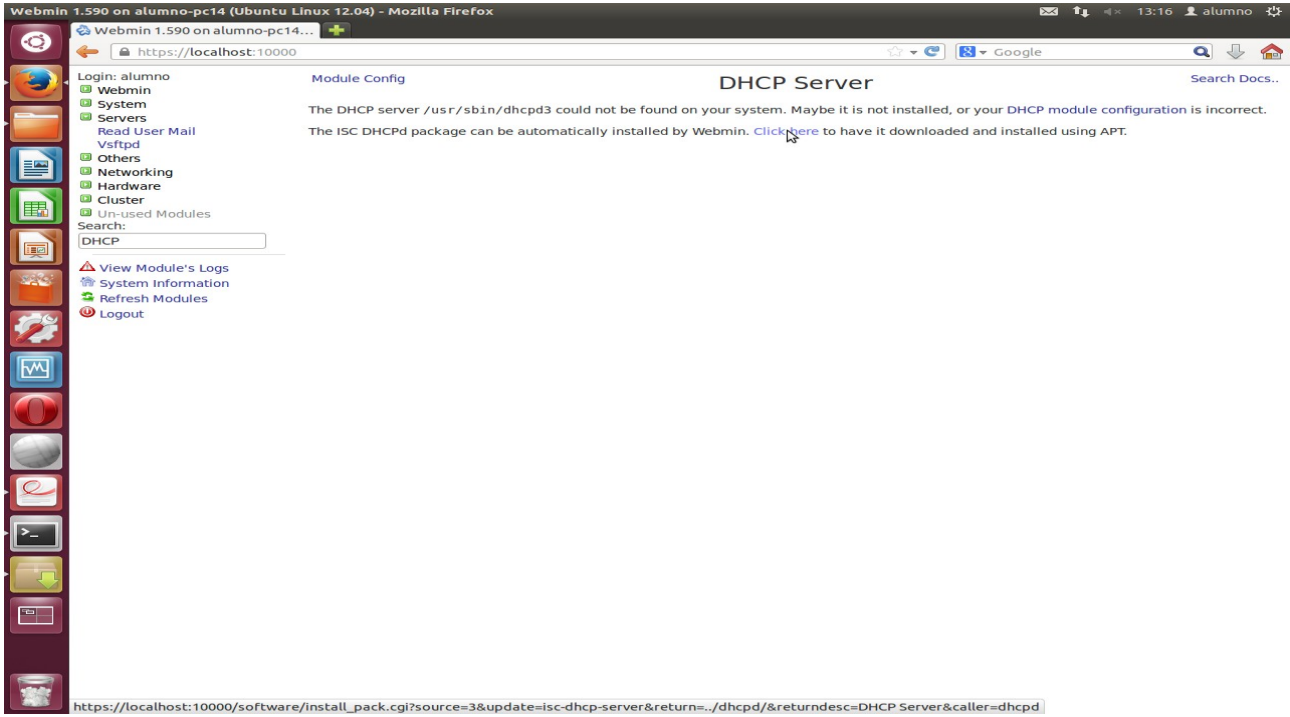 Webmin 1.590 on alumno-pc14 (Ubuntu Linux 12.04) - Mozilla Firefox
13:16 alumno
Webmin 1.590 on alumno-pc14...
https://localhost:10000
Google
Login: alumno
Webmin
System
Servers
Read User Mail
Vsftpd
Others
Networking
Hardware
Cluster
Un-used Modules
Search:
DHCP
View Module's Logs
System Information
Refresh Modules
Logout
Module Config
DHCP Server
Search Docs..
The DHCP server /usr/sbin/dhcpd3 could not be found on your system. Maybe it is not installed, or your DHCP module configuration is incorrect.
The ISC DHCPd package can be automatically installed by Webmin. Click here to have it downloaded and installed using APT.
https://localhost:10000/software/install_pack.cgi?source=3&update=isc-dhcp-server&return=../dhcpd/&returndesc=DHCP Server&caller=dhcpd